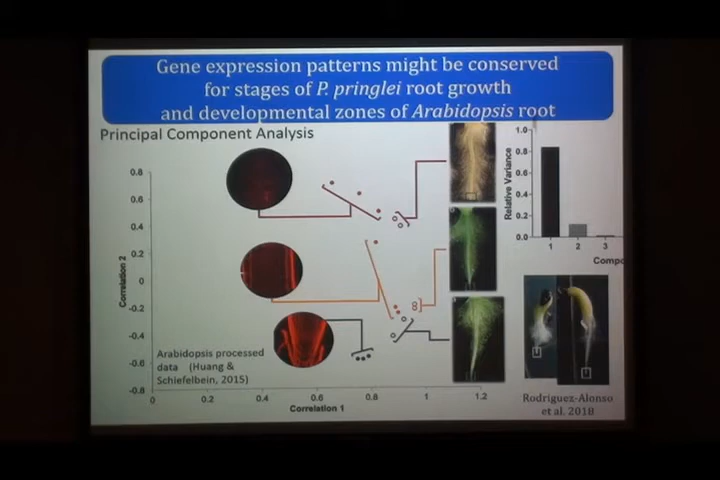 Gene expression patterns might be conserved
for stages of P. pringlei root growth
and developmental zones of Arabidopsis root
Principal Component Analysis
0.8
0.6
0.4
0.2
0
-0.2
-0.4
-0.6
-0.8
Correlation 2
0
0.2
0.4
0.6
0.8
1
1.2
Correlation 1
Arabidopsis processed
data (Huang &
Schiefelbein, 2015)
1.0
0.8
0.6
0.4
0.2
0.0
Relative Variance
1
2
3
Compo
Rodriguez-Alonso
et al. 2018